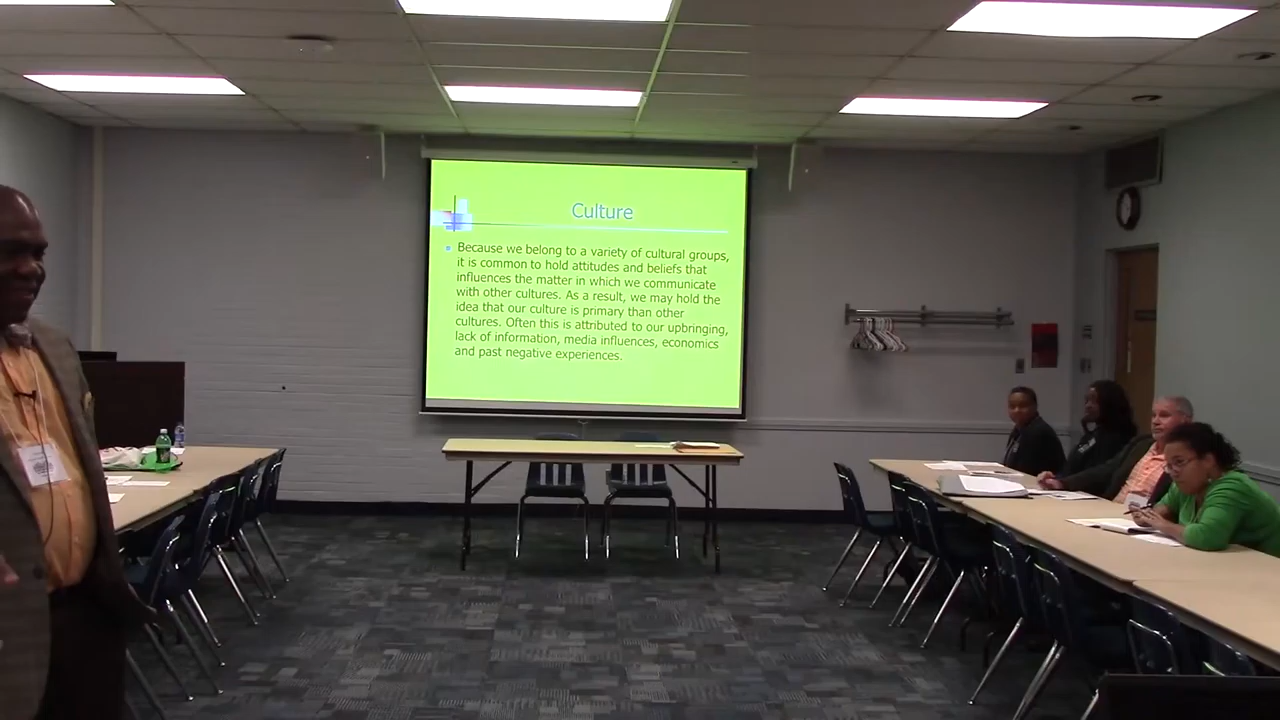 Culture
Because we belong to a variety of cultural groups,
it is common to hold attitudes and beliefs that
influences the matter in which we communicate
with other cultures. As a result, we may hold the
idea that our culture is primary than other
cultures. Often this is attributed to our upbringing,
lack of information, media influences, economics
and past negative experiences.